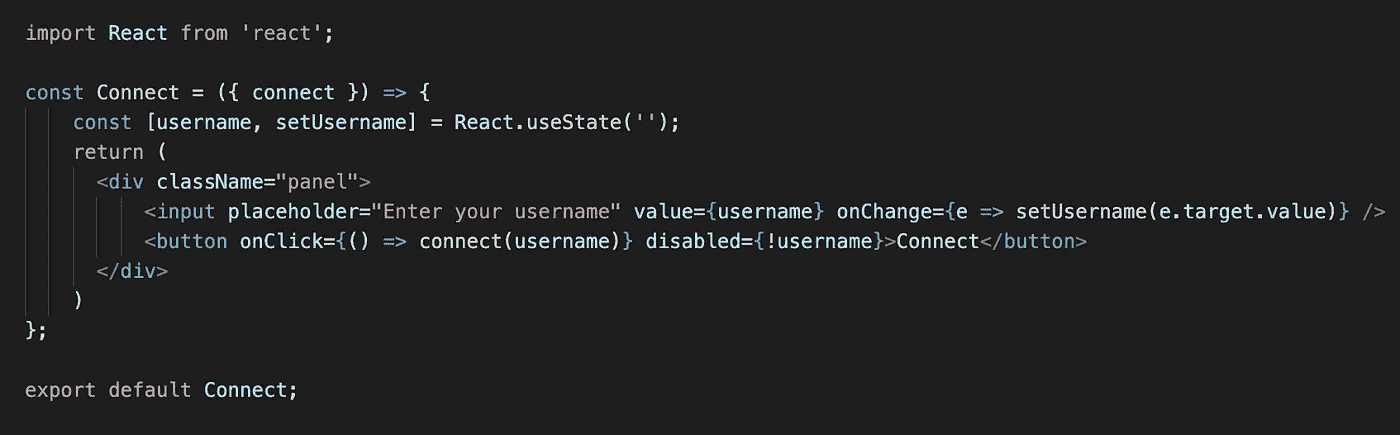 import React from 'react';
const Connect = ({ connect }) => {
const [username, setUsername] = React.useState('');
return (
<div className="panel">
<input placeholder="Enter your username" value={username} onChange={e => setUsername(e.target.value)} />
<button onClick={() => connect(username)} disabled={!username}>Connect</button>
</div>
)
};
export default Connect;